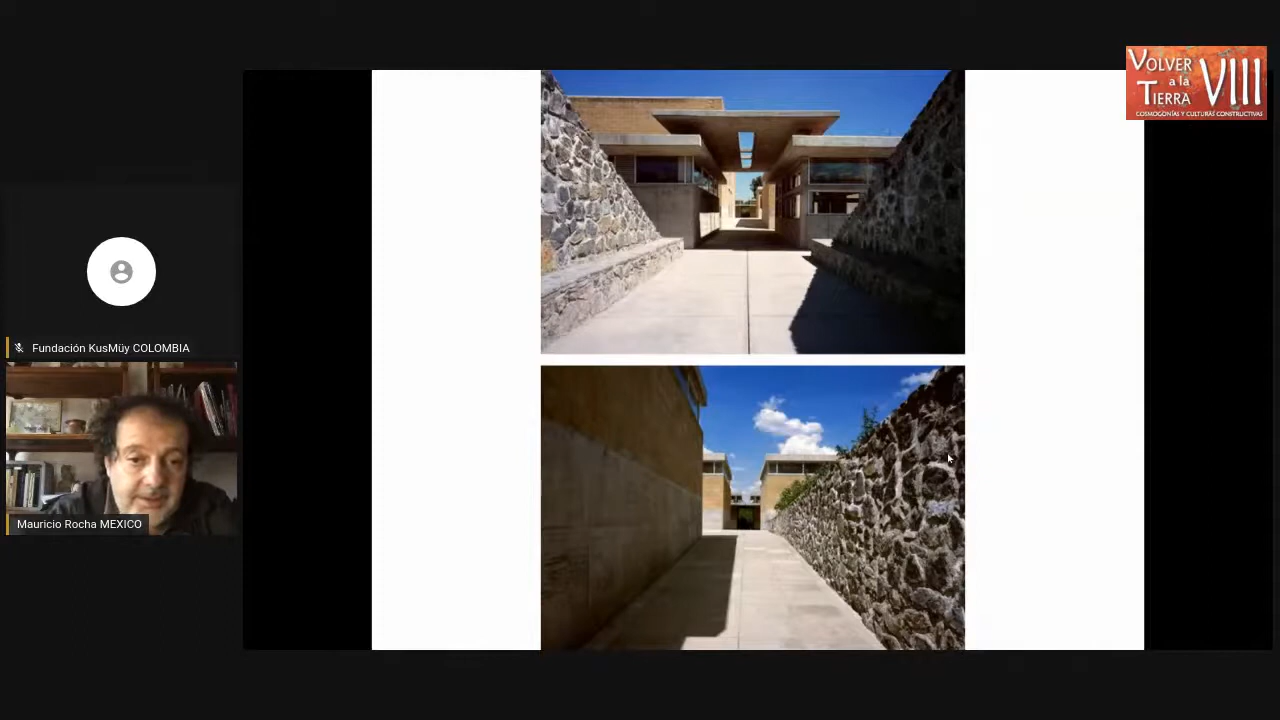 VOLVER
a la
TIERRA
VIII
COSMOGONÍAS Y CULTURAS CONSTRUCTIVAS
Fundación KusMüy COLOMBIA
Mauricio Rocha MEXICO